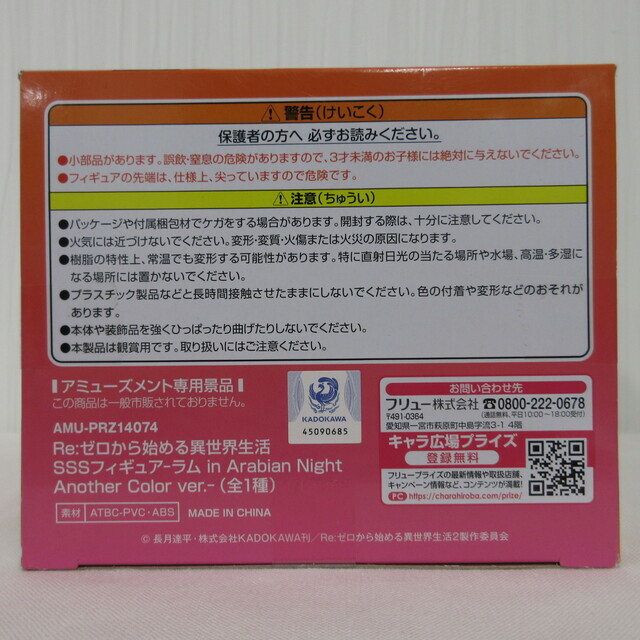 ⚠警告(けいこく)
保護者の方へ 必ずお読みください。
●小部品があります。誤飲・窒息の危険がありますので、3才未満のお子様には絶対に与えないでください。
●フィギュアの先端は、仕様上、尖っていますので危険です。
⚠注意(ちゅうい)
●パッケージや付属梱包材でケガをする場合があります。開封する際は、十分に注意してください。
●火気には近づけないでください。変形・変質・火傷または火災の原因になります。
●樹脂の特性上、常温でも変形する可能性があります。特に直射日光の当たる場所や水場、高温・多湿に
なる場所には置かないでください。
●プラスチック製品などと長時間接触させたままにしないでください。色の付着や変形などのおそれが
あります。
●本体や装飾品を強くひっぱったり曲げたりしないでください。
●本製品は観賞用です。取り扱いにはご注意ください。
アミューズメント専用景品
この商品は一般市販されておりません。
AMU-PRZ14074
Re:ゼロから始める異世界生活
SSSフィギュアーラム in Arabian Night
Another Color ver.-(全1種)
素材 ATBC-PVC・ABS MADE IN CHINA
© 長月達平・株式会社KADOKAWA刊/Re:ゼロから始める異世界生活2製作委員会
KADOKAWA
45090685
お問い合わせ先
フリュー株式会社 ☎0800-222-0678
〒491-0364 (通話無料、平日10:00~18:00受付)
愛知県一宮市萩原町中島字流3-1 4階
キャラ広場プライズ
登録無料
フリュープライズの最新情報や取扱店舗、
キャンペーン情報など、コンテンツが満載!
PC https://charahiroba.com/prize/